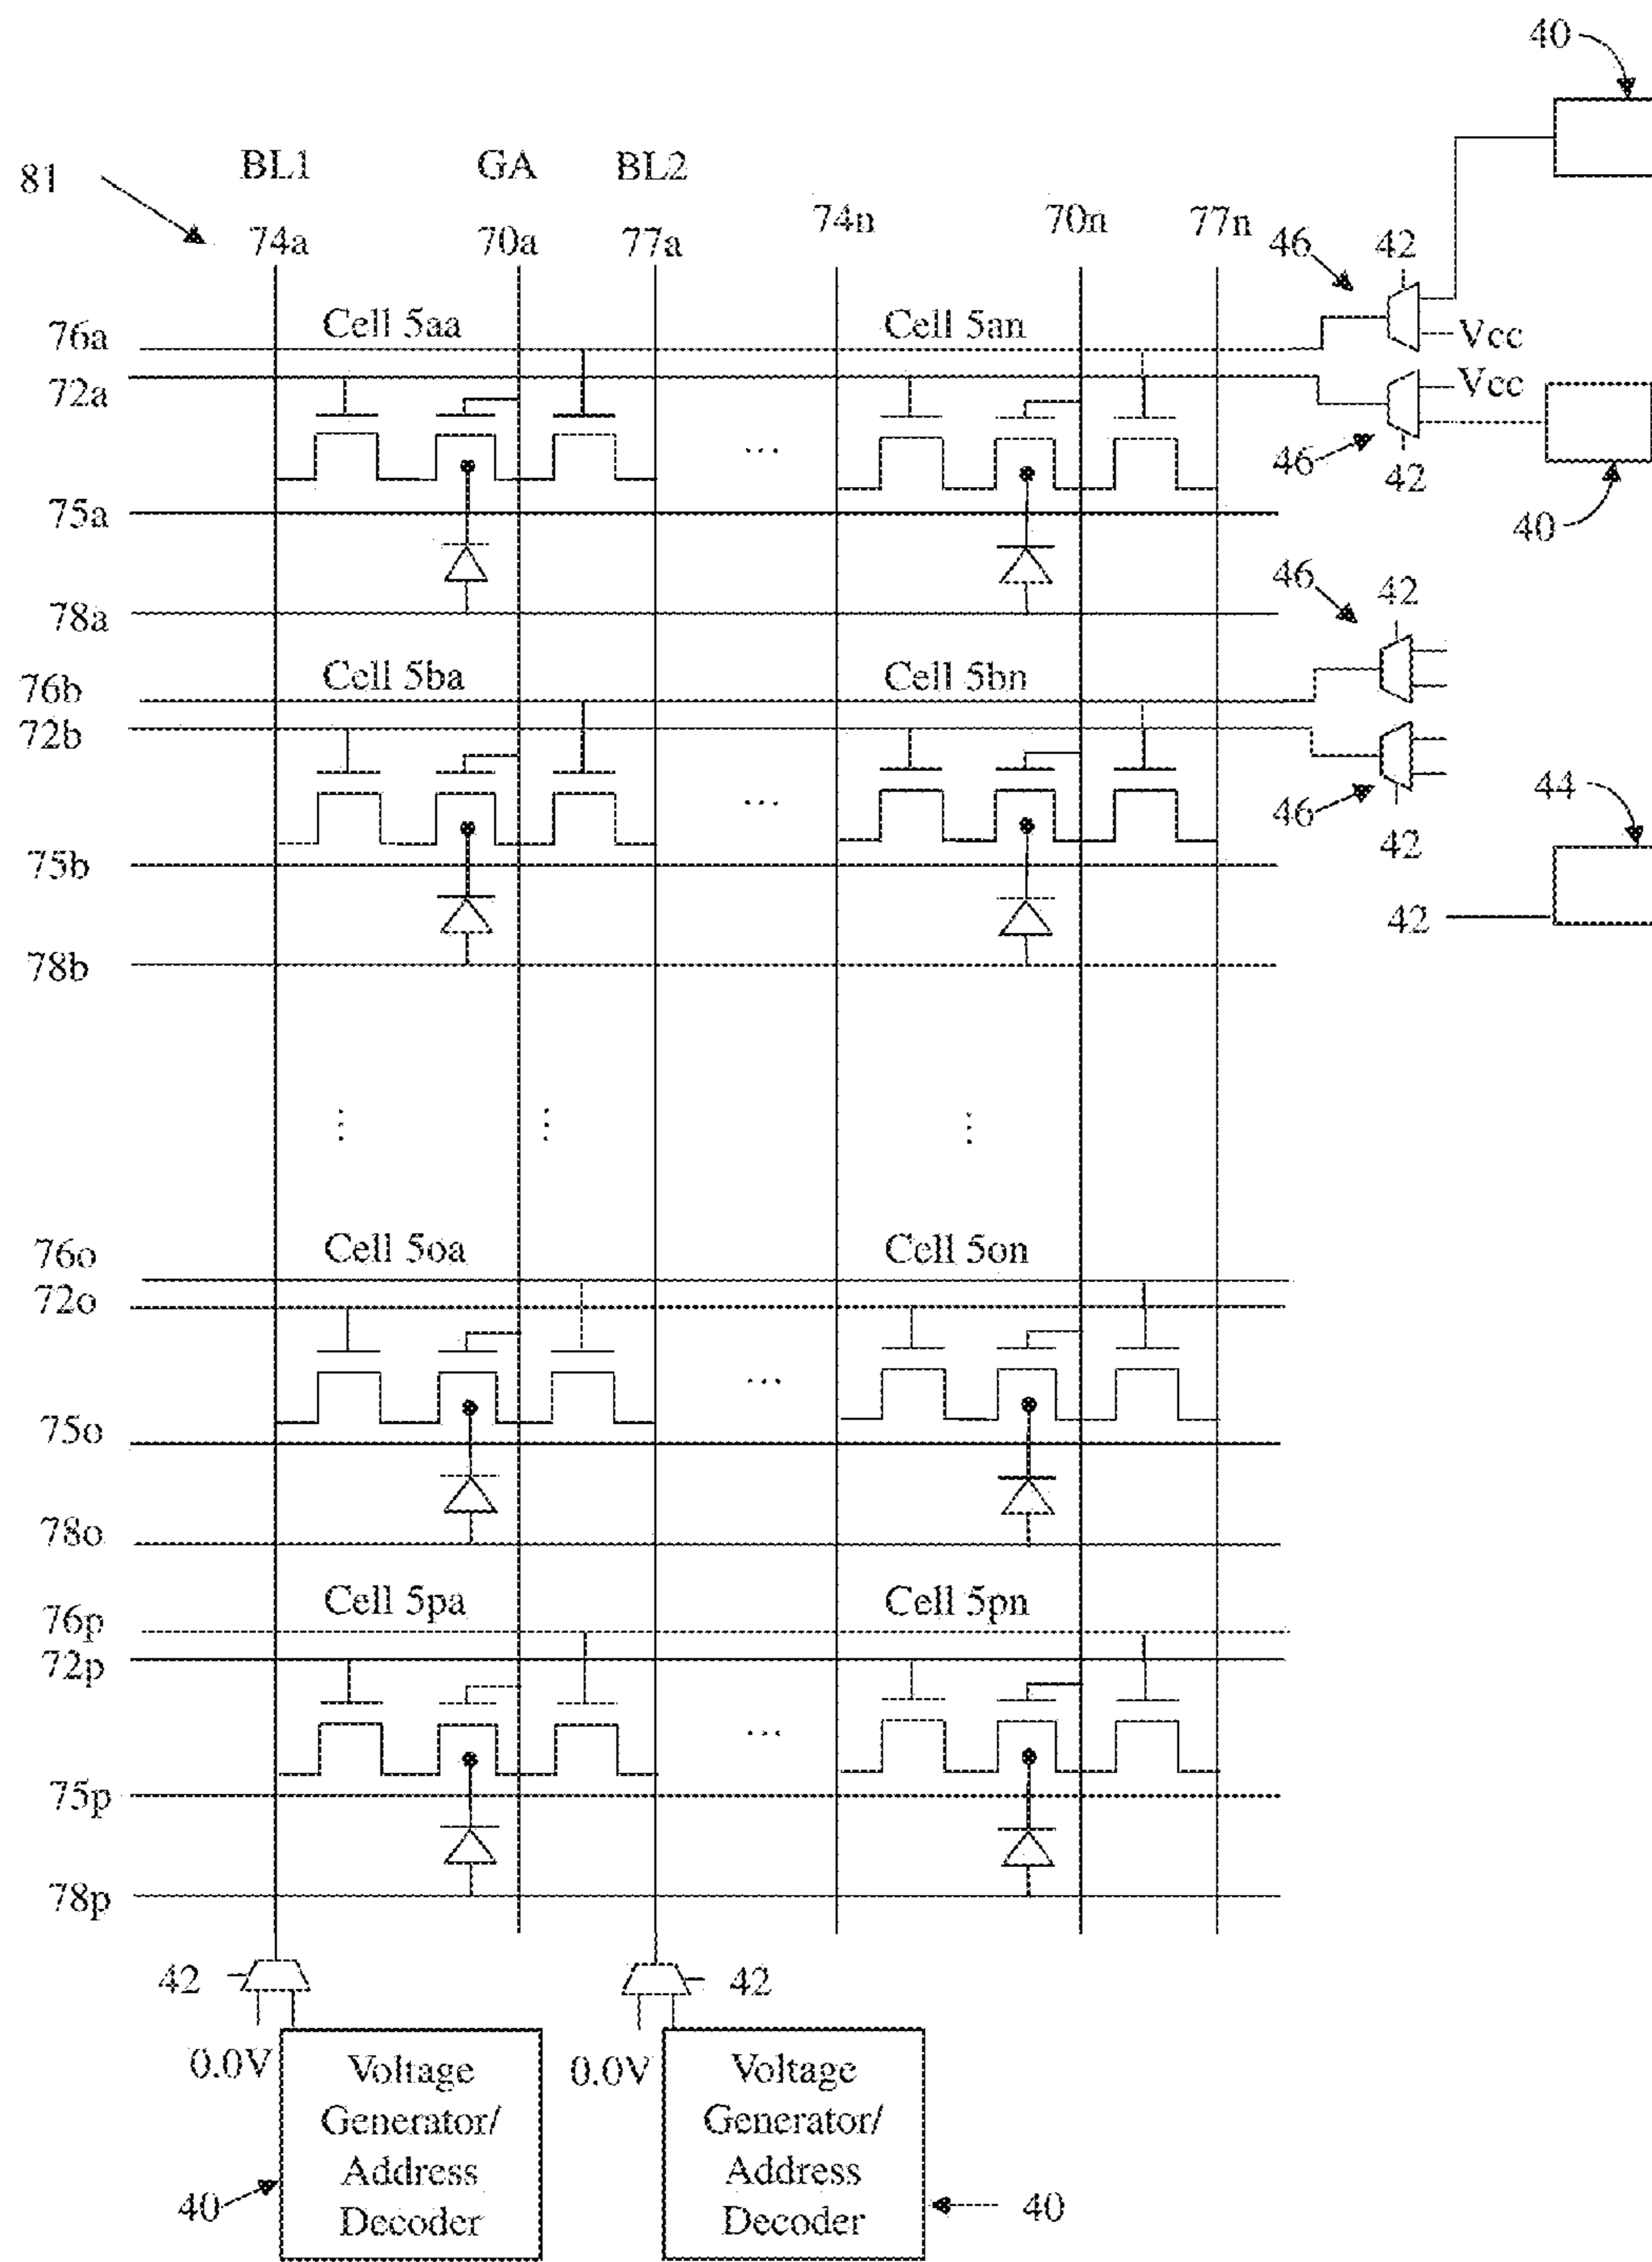 40
BL1 GA BL2
81
74a 70a 77a 74n 70n 77n
46 42
76a Cell 5aa Cell 5an
Vcc
72a
Vcc
...
46 42
75a
40
46 42
78a
76b Cell 5ba Cell 5bn
72b
...
46 44
42
75b
42
78b
... ... ...
76o Cell 5oa Cell 5on
72o
...
75o
78o
76p Cell 5pa Cell 5pn
72p
...
75p
78p
42 42
0.0V 0.0V
Voltage
Generator/
Address
Decoder
Voltage
Generator/
Address
Decoder
40 40